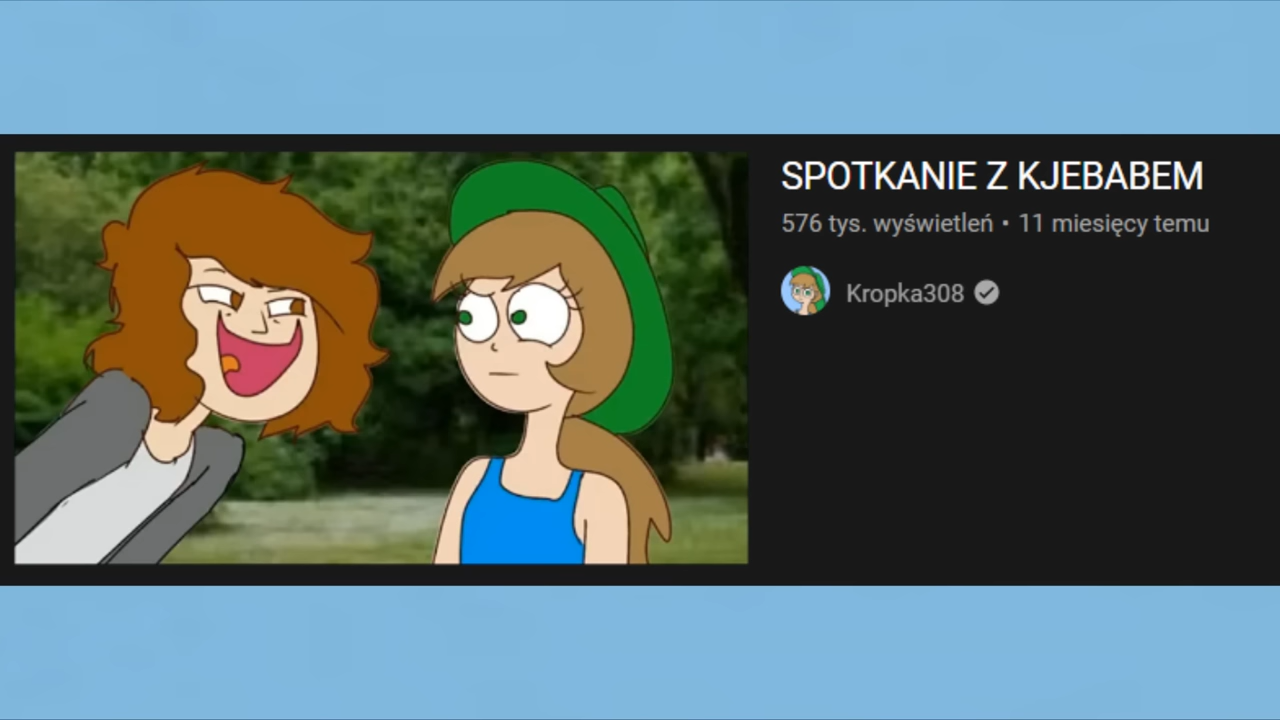 SPOTKANIE Z KJEBABEM
576 tys. wyświetleń • 11 miesięcy temu
Kropka308